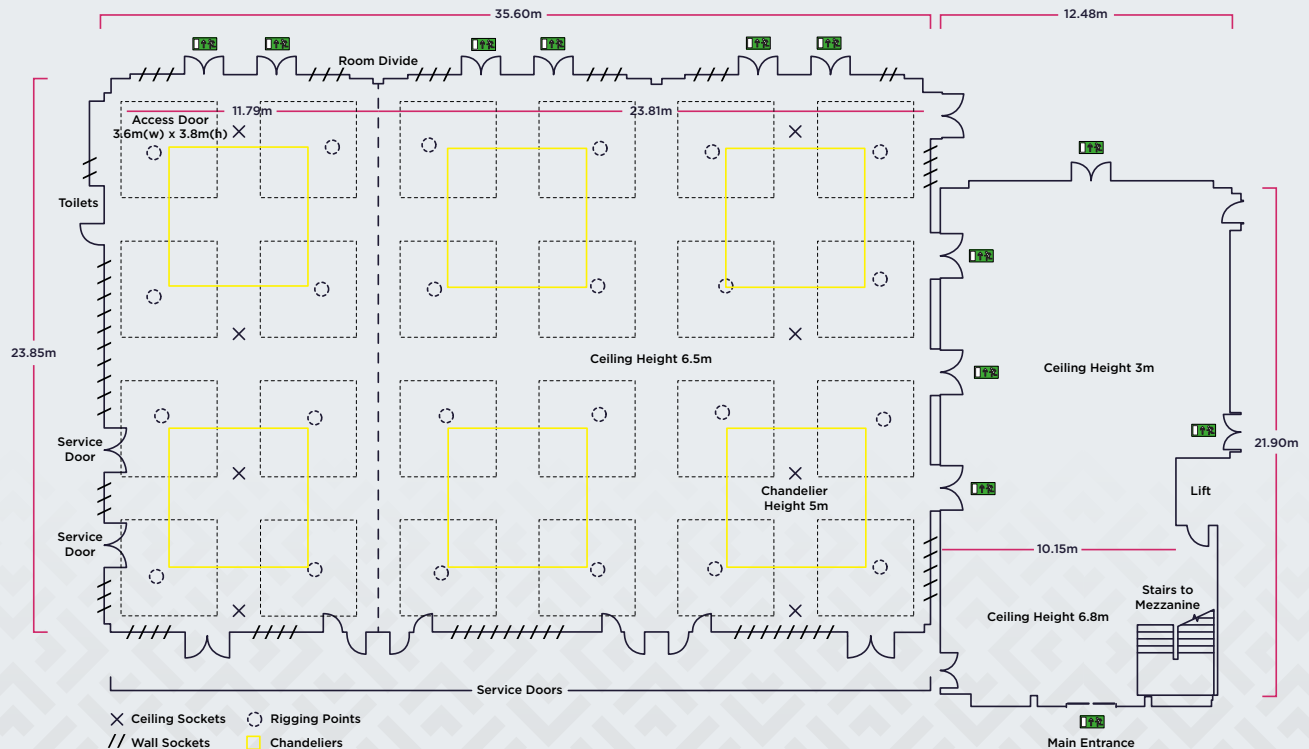 35.60m
12.48m
Room Divide
11.79m
23.81m
Access Door
3.6m(w) x 3.8m(h)
Toilets
23.85m
Ceiling Height 6.5m
Ceiling Height 3m
Service
Door
21.90m
Chandelier
Height 5m
Lift
Service
Door
10.15m
Stairs to
Mezzanine
Ceiling Height 6.8m
Service Doors
Ceiling Sockets
Rigging Points
Wall Sockets
Chandeliers
Main Entrance